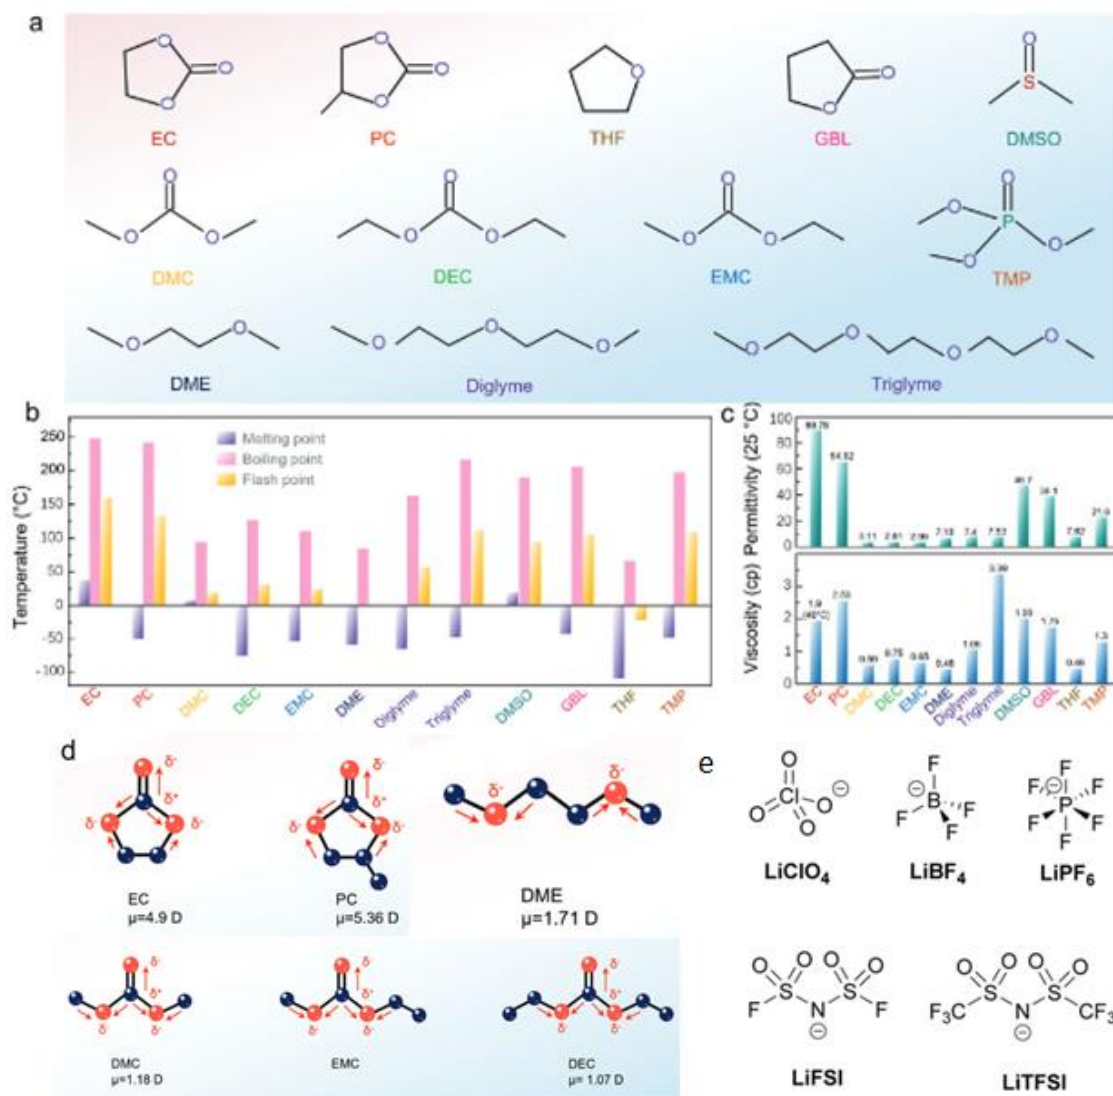 a
EC PC THF GBL DMSO
DMC DEC EMC TMP
DME Diglyme Triglyme
b
Temperature (°C)
250
200
150
100
50
0
-50
-100
Melting point
Boiling point
Flash point
EC PC DMC DEC EMC DME Diglyme Triglyme DMSO GBL THF TMP
c
Permittivity (25 °C)
100
80
60
40
20
0
89.78 64.92 3.11 2.81 2.96 7.4 7.53 46.7 39.1 7.62 21.6
Viscosity (cp)
3
2
1
0
1.9
(40°C)
2.53 0.59 0.75 0.65 0.46 1.06 3.39 1.99 1.75 0.46 1.3
EC PC DMC DEC EMC DME Diglyme Triglyme DMSO GBL THF TMP
d
EC
μ=4.9 D
PC
μ=5.36 D
DME
μ=1.71 D
DMC
μ=1.18 D
EMC
DEC
μ= 1.07 D
e
LiClO₄ LiBF₄ LiPF₆
LiFSI LiTFSI